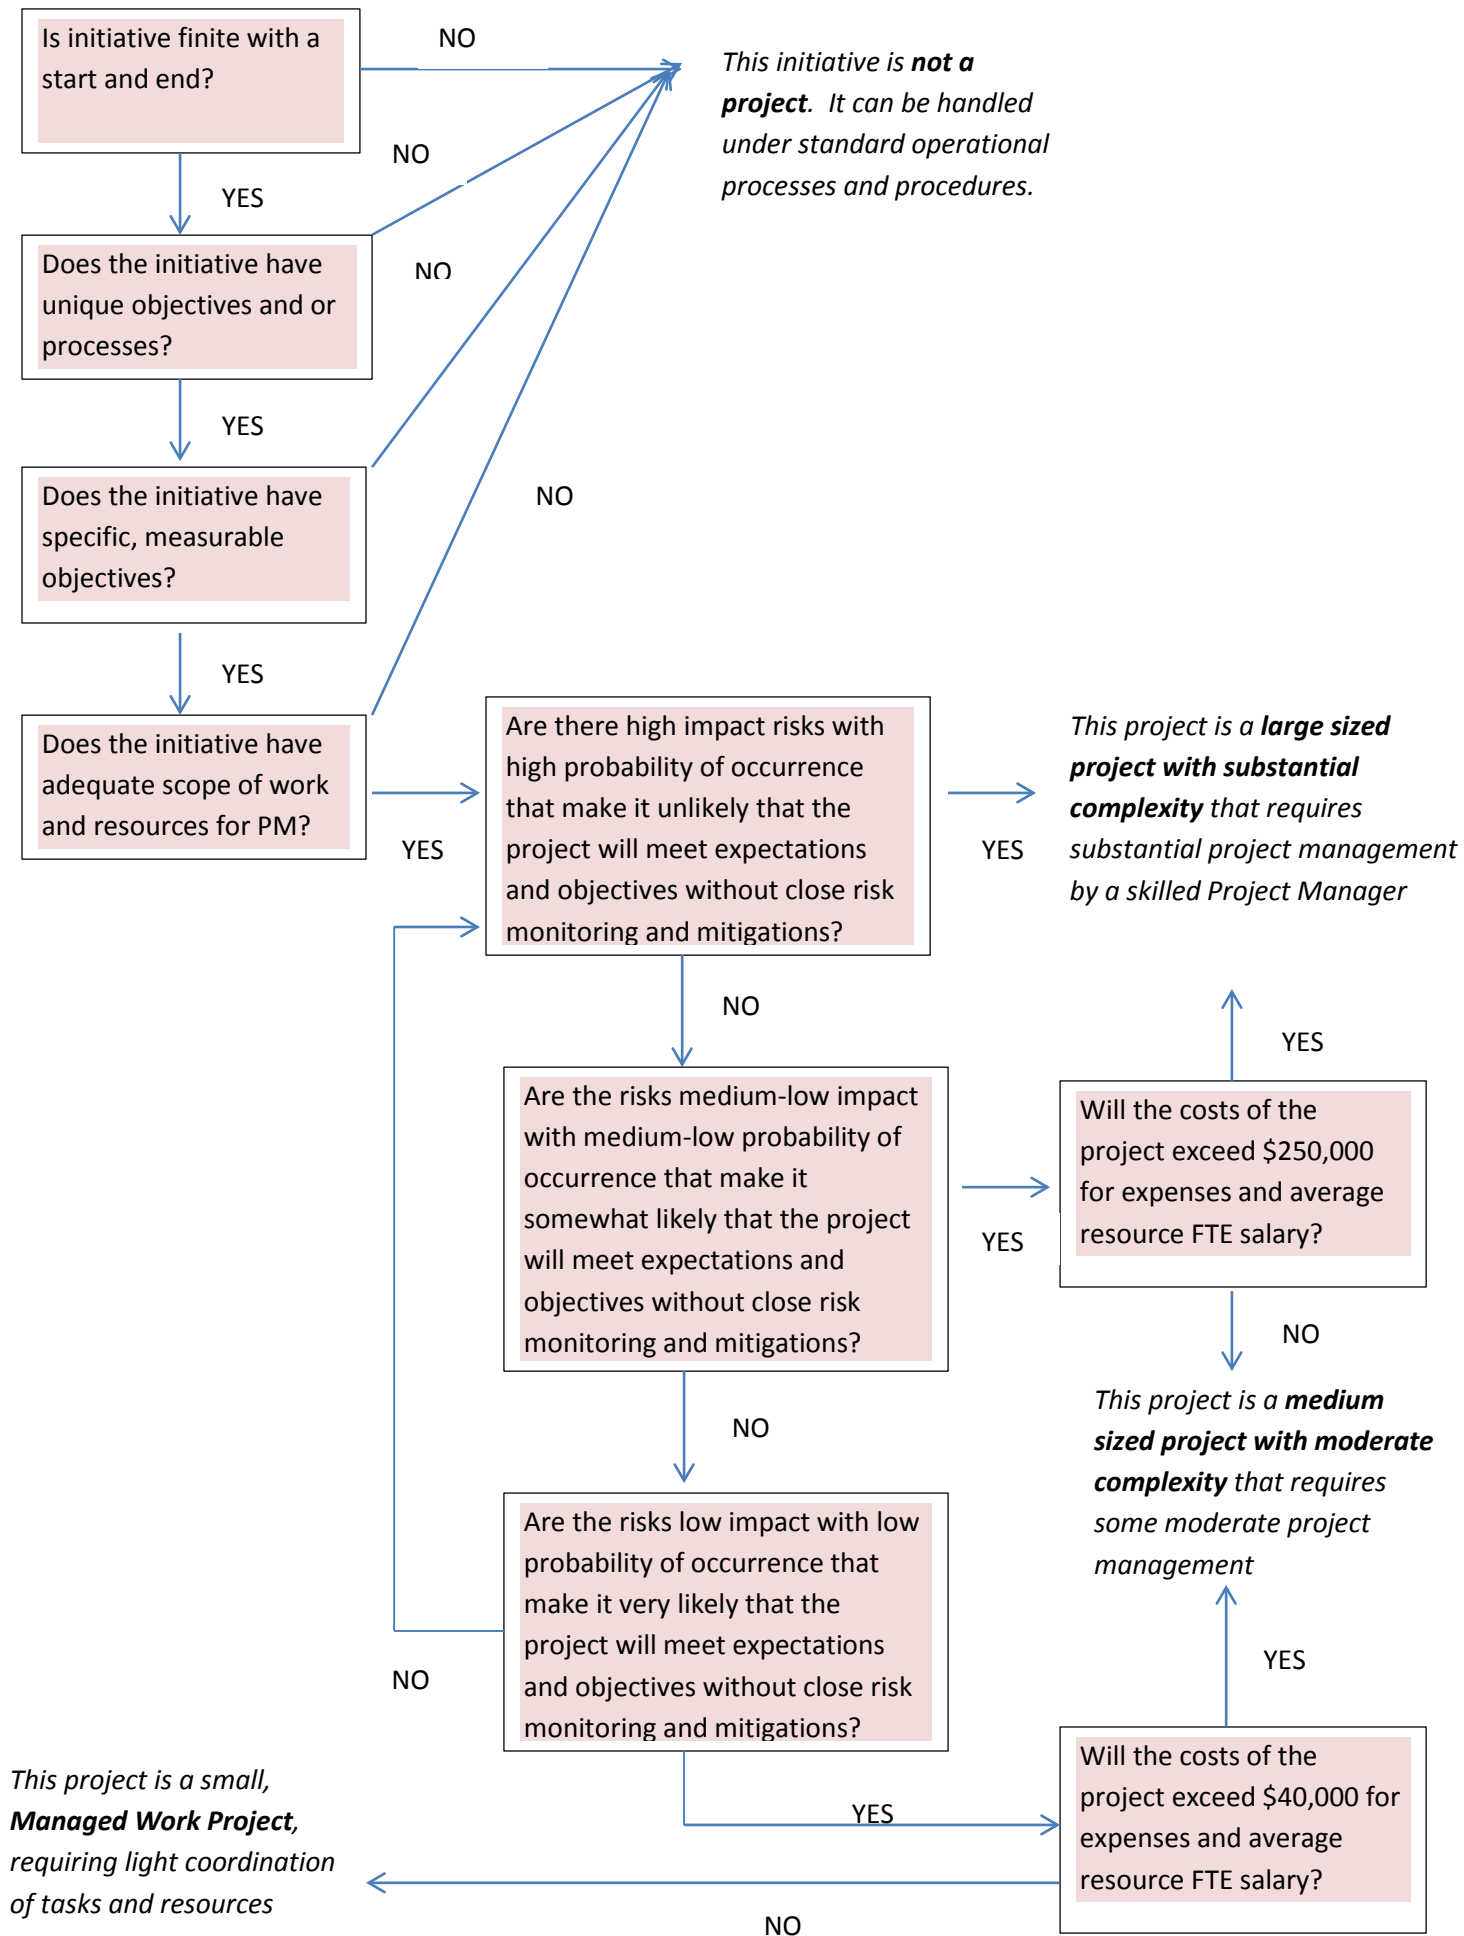 Is initiative finite with a
start and end?
NO
This initiative is not a
project. It can be handled
under standard operational
processes and procedures.
NO
YES
Does the initiative have
unique objectives and or
processes?
NO
YES
Does the initiative have
specific, measurable
objectives?
NO
YES
Does the initiative have
adequate scope of work
and resources for PM?
YES
Are there high impact risks with
high probability of occurrence
that make it unlikely that the
project will meet expectations
and objectives without close risk
monitoring and mitigations?
YES
This project is a large sized
project with substantial
complexity that requires
substantial project management
by a skilled Project Manager
NO
YES
Are the risks medium-low impact
with medium-low probability of
occurrence that make it
somewhat likely that the project
will meet expectations and
objectives without close risk
monitoring and mitigations?
YES
Will the costs of the
project exceed $250,000
for expenses and average
resource FTE salary?
NO
NO
This project is a medium
sized project with moderate
complexity that requires
some moderate project
management
Are the risks low impact with low
probability of occurrence that
make it very likely that the
project will meet expectations
and objectives without close risk
monitoring and mitigations?
NO
YES
Will the costs of the
project exceed $40,000 for
expenses and average
resource FTE salary?
YES
This project is a small,
Managed Work Project,
requiring light coordination
of tasks and resources
NO